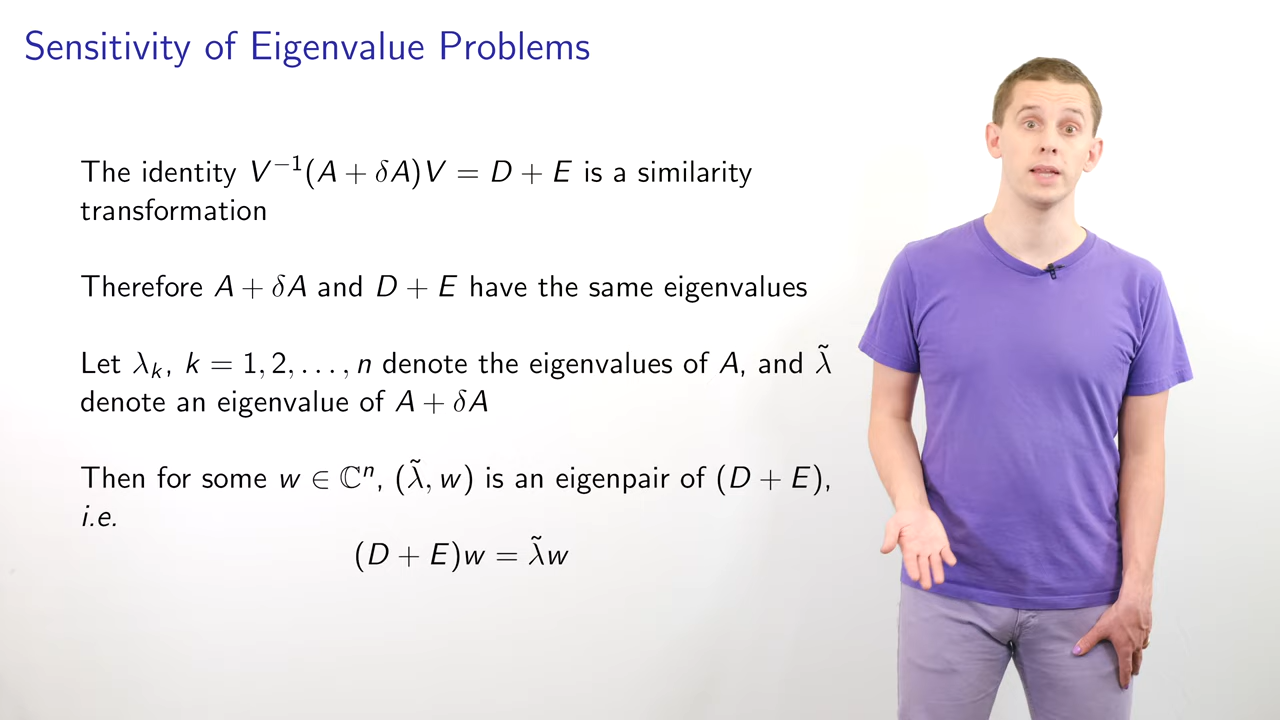 Sensitivity of Eigenvalue Problems
The identity V⁻¹(A + δA)V = D + E is a similarity
transformation
Therefore A + δA and D + E have the same eigenvalues
Let λₖ, k = 1, 2, . . . , n denote the eigenvalues of A, and λ̃
denote an eigenvalue of A + δA
Then for some w ∈ ℂⁿ, (λ̃, w) is an eigenpair of (D + E),
i.e.
(D + E)w = λ̃w